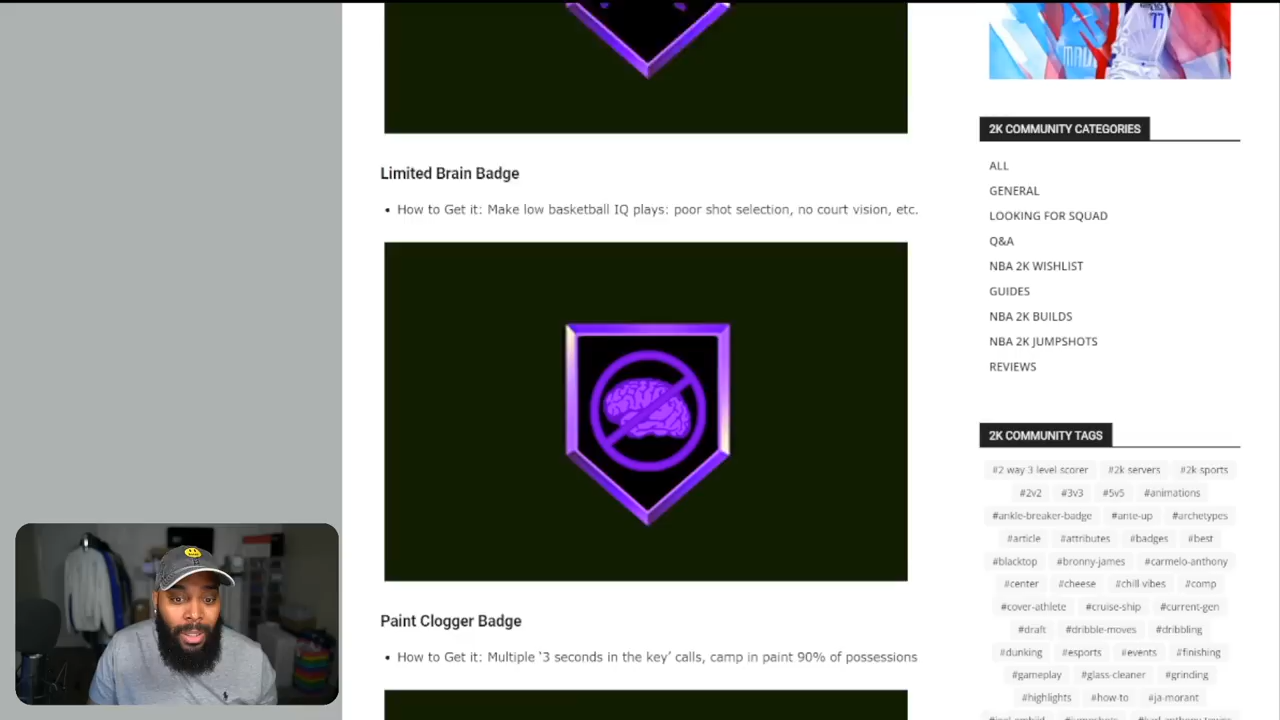 77
Limited Brain Badge
• How to Get it: Make low basketball IQ plays: poor shot selection, no court vision, etc.
Paint Clogger Badge
• How to Get it: Multiple ‘3 seconds in the key’ calls, camp in paint 90% of possessions
2K COMMUNITY CATEGORIES
ALL
GENERAL
LOOKING FOR SQUAD
Q&A
NBA 2K WISHLIST
GUIDES
NBA 2K BUILDS
NBA 2K JUMPSHOTS
REVIEWS
2K COMMUNITY TAGS
#2 way 3 level scorer #2k servers #2k sports
#2v2 #3v3 #5v5 #animations
#ankle-breaker-badge #ante-up #archetypes
#article #attributes #badges #best
#blacktop #bronny-james #carmelo-anthony
#center #cheese #chill vibes #comp
#cover-athlete #cruise-ship #current-gen
#draft #dribble-moves #dribbling
#dunking #esports #events #finishing
#gameplay #glass-cleaner #grinding
#highlights #how-to #ja-morant